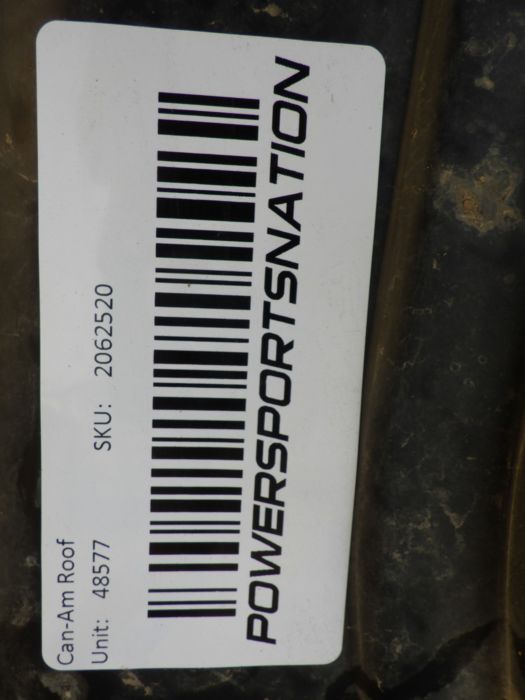 Can-Am Roof
Unit: 48577 SKU: 2062520
POWERSPORTSNATION